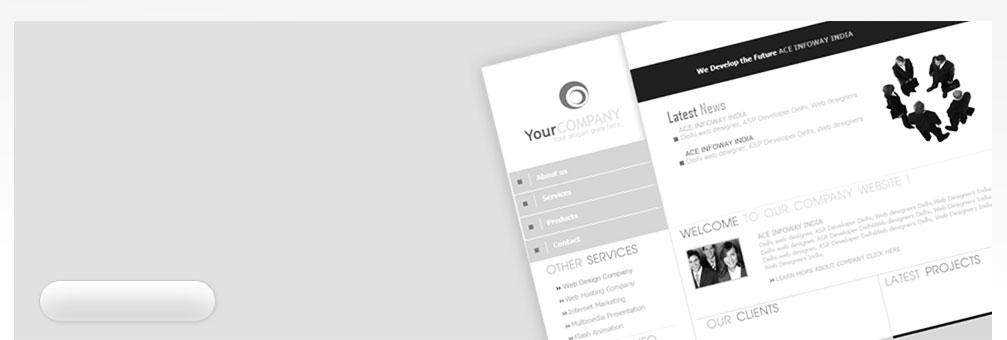 We Develop the Future ACE INFOWAY INDIA
YourCOMPANY
Your slogan goes here
About us
Services
Products
Contact
OTHER SERVICES
Web Design Company
Web Hosting Company
Internet Marketing
Multimedia Presentation
Flash Animation
Latest News
ACE INFOWAY INDIA
Delhi web designer, ASP Developer Delhi, Web designers
ACE INFOWAY INDIA
Delhi web designer, ASP Developer Delhi, Web designers
WELCOME TO OUR COMPANY WEBSITE !
ACE INFOWAY INDIA
Delhi web designer, ASP Developer Delhi, Web designers Delhi,Web Designers India,
Delhi web designer, ASP Developer DelhiWeb designers Delhi, Web Designers India,
Delhi web designer, ASP Developer DelhiWeb designers Delhi, Web Designers
Web Designers India.
LEARN MORE ABOUT COMPANY CLICK HERE
OUR CLIENTS
LATEST PROJECTS